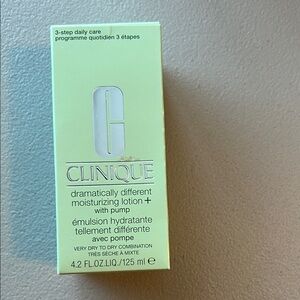 3-step daily care
programme quotidien 3 étapes
C
CLINIQUE
dramatically different
moisturizing lotion+
with pump
émulsion hydratante
tellement différente
avec pompe
VERY DRY TO DRY COMBINATION
TRÈS SÈCHE À MIXTE
4.2 FL.OZ.LIQ./125 ml ℮